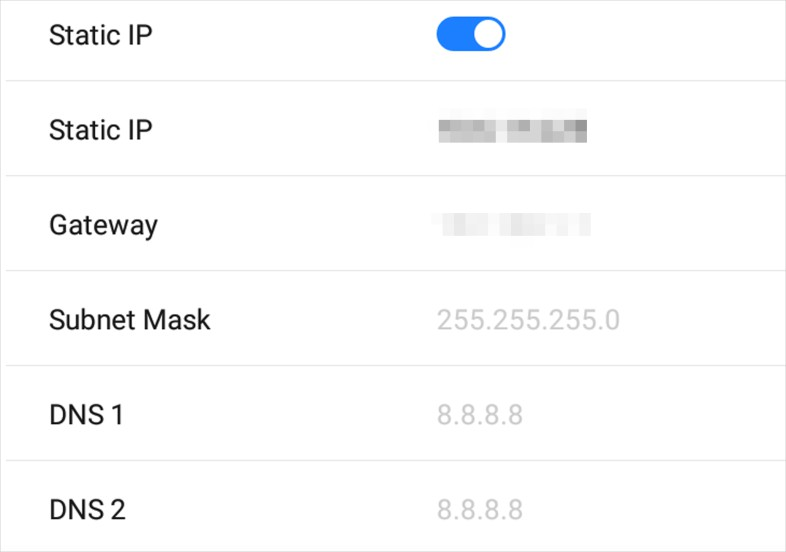 Static IP
Static IP
Gateway
Subnet Mask 255.255.255.0
DNS 1 8.8.8.8
DNS 2 8.8.8.8